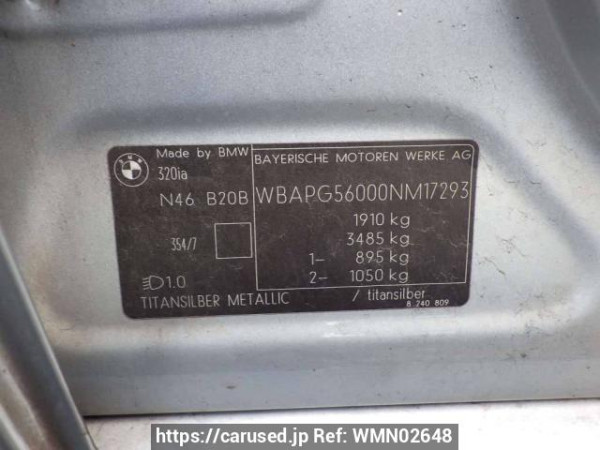 BMW
Made by BMW
320ia
N46 B20B
354/7
1.0
TITANSILBER METALLIC / titansilber
BAYERISCHE MOTOREN WERKE AG
WBAPG56000NM17293
1910 kg
3485 kg
1- 895 kg
2- 1050 kg
8 240 809
https://carused.jp Ref: WMN02648